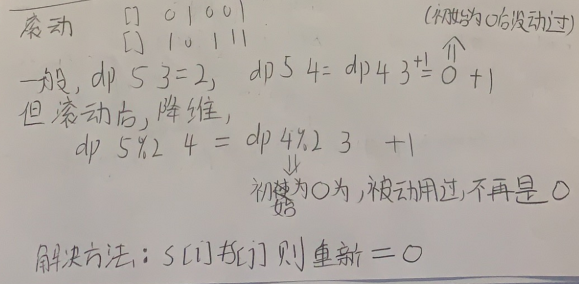 滚动 [] 0 1 0 0 1
[] 1 0 1 1 1
(初始为0后没动过)
一般, dp 5 3=2, dp 5 4= dp 4 3+1= 0 +1
但滚动后,降维,
dp 5%2 4 = dp 4%2 3 +1
初始为0为,被动用过,不再是0
解决方法: S[i]≠[j] 则重新=0